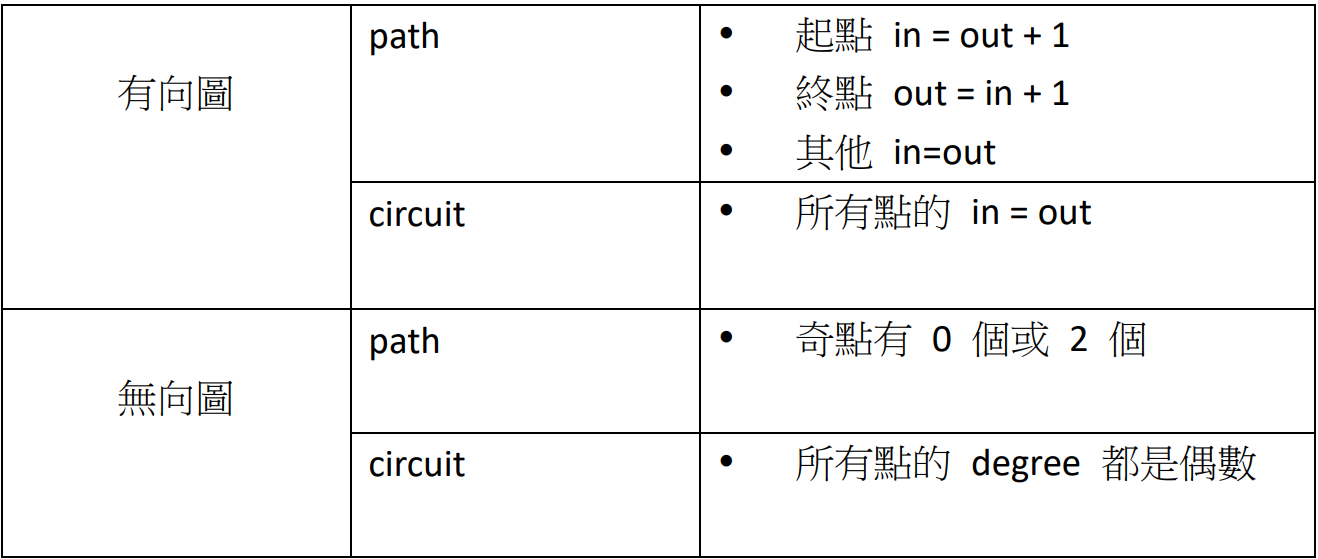 有向圖
path
• 起點 in = out + 1
• 終點 out = in + 1
• 其他 in=out
circuit
• 所有點的 in = out
無向圖
path
• 奇點有 0 個或 2 個
circuit
• 所有點的 degree 都是偶數